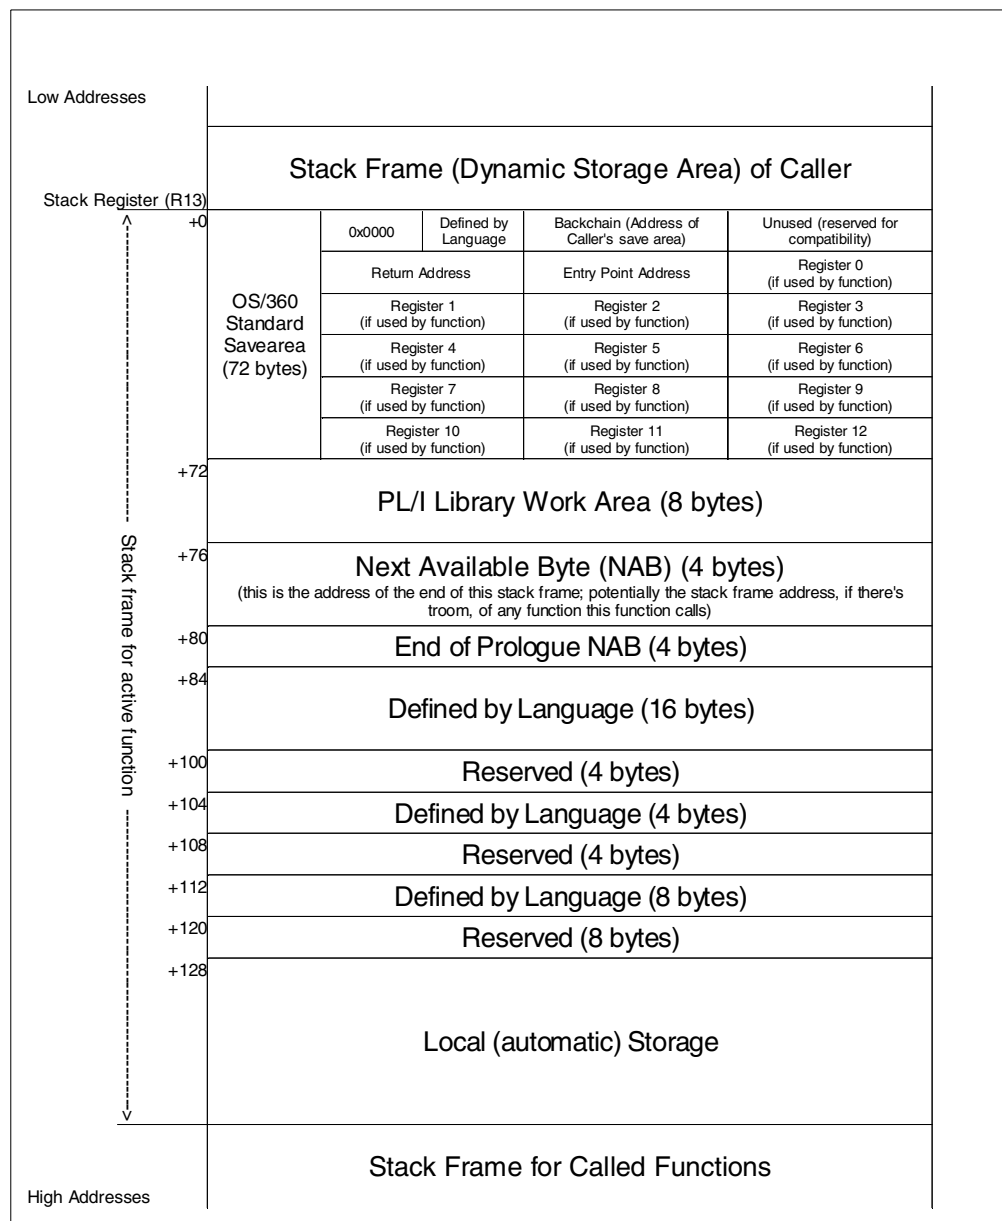 Low Addresses
Stack Frame (Dynamic Storage Area) of Caller
Stack Register (R13)
+0
0x0000
Defined by
Language
Backchain (Address of
Caller's save area)
Unused (reserved for
compatibility)
Return Address
Entry Point Address
Register 0
(if used by function)
OS/360
Standard
Savearea
(72 bytes)
Register 1
(if used by function)
Register 2
(if used by function)
Register 3
(if used by function)
Register 4
(if used by function)
Register 5
(if used by function)
Register 6
(if used by function)
Register 7
(if used by function)
Register 8
(if used by function)
Register 9
(if used by function)
Register 10
(if used by function)
Register 11
(if used by function)
Register 12
(if used by function)
+72
PL/I Library Work Area (8 bytes)
Stack frame for active function
+76
Next Available Byte (NAB) (4 bytes)
(this is the address of the end of this stack frame; potentially the stack frame address, if there's
troom, of any function this function calls)
+80
End of Prologue NAB (4 bytes)
+84
Defined by Language (16 bytes)
+100
Reserved (4 bytes)
+104
Defined by Language (4 bytes)
+108
Reserved (4 bytes)
+112
Defined by Language (8 bytes)
+120
Reserved (8 bytes)
+128
Local (automatic) Storage
Stack Frame for Called Functions
High Addresses